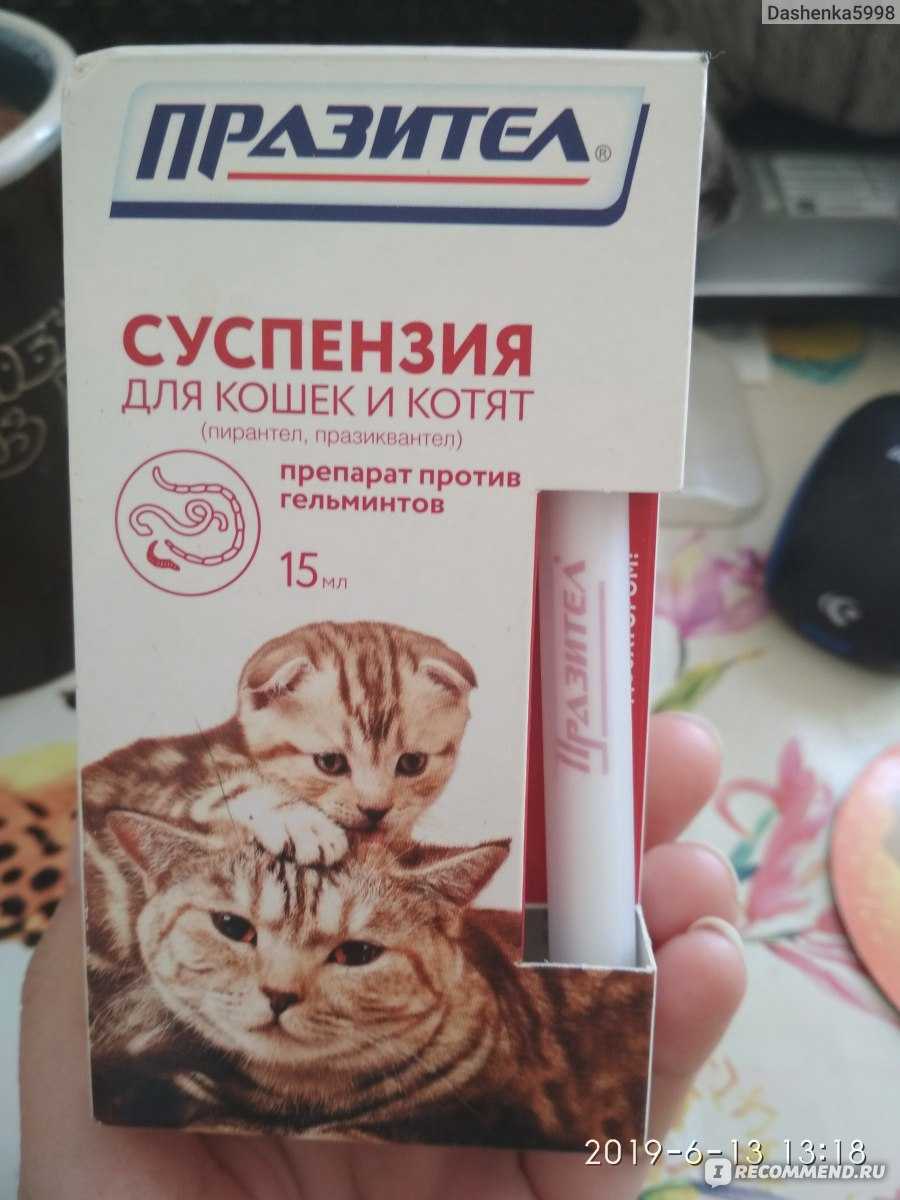 Dashenka5998
ПРАЗИТЕЛ®
СУСПЕНЗИЯ
ДЛЯ КОШЕК И КОТЯТ
(пирантел, празиквантел)
препарат против
гельминтов
15 мл
ПРАЗИТЕЛ
2019-6-13 13:18
IRECOMMEND.RU